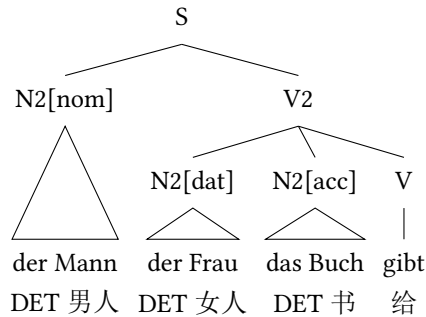 S
N2[nom] V2
N2[dat] N2[acc] V
der Mann der Frau das Buch gibt
DET 男人 DET 女人 DET 书 给